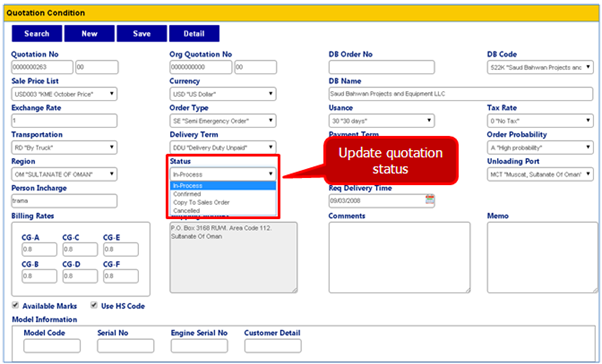 Quotation Condition
Search New Save Detail
Quotation No Org Quotation No DB Order No DB Code
0000000263 00 0000000000 00 522K "Saud Bahwan Projects and
Sale Price List Currency DB Name
USD003 "KME October Price" USD "US Dollar" Saud Bahwan Projects and Equipment LLC
Exchange Rate Order Type Usance Tax Rate
1 SE "Semi Emergency Order" 30 "30 days" 0 "No Tax"
Transportation Delivery Term Payment Term Order Probability
RD "By Truck" DDU "Delivery Duty Unpaid" A "High probability"
Region Status Unloading Port
OM "SULTANATE OF OMAN" In-Process MCT "Muscat, Sultanate Of Oman"
Update quotation
status
In-Process
Confirmed
Copy To Sales Order
Cancelled
Person Incharge Req Delivery Time
trama 09/03/2008
Billing Rates Comments Memo
P.O. Box 3168 RUWI. Area Code 112.
Sultanate Of Oman
CG-A CG-C CG-E
0.8 0.8 0.8
CG-B CG-D CG-F
0.8 0.8 0.8
Available Marks Use HS Code
Model Information
Model Code Serial No Engine Serial No Customer Detail